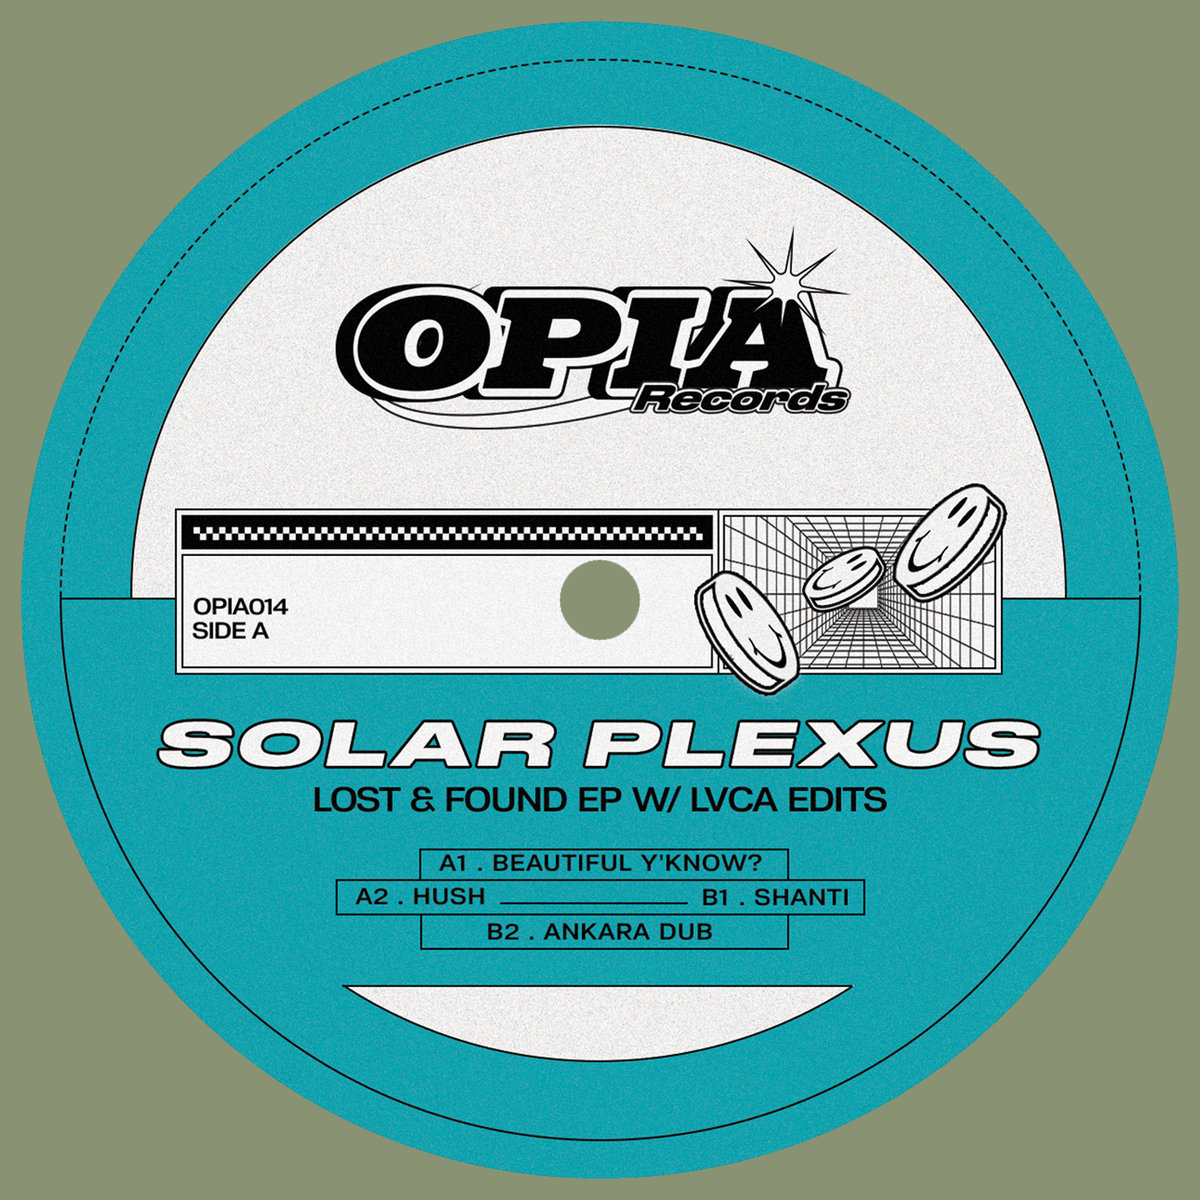 OPIA
Records
OPIA014
SIDE A
SOLAR PLEXUS
LOST & FOUND EP W/ LVCA EDITS
A1 . BEAUTIFUL Y'KNOW?
A2 . HUSH B1 . SHANTI
B2 . ANKARA DUB